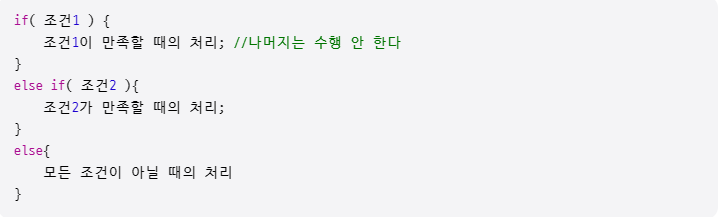 if( 조건1 ) {
    조건1이 만족할 때의 처리; //나머지는 수행 안 한다
}
else if( 조건2 ){
    조건2가 만족할 때의 처리;
}
else{
    모든 조건이 아닐 때의 처리
}